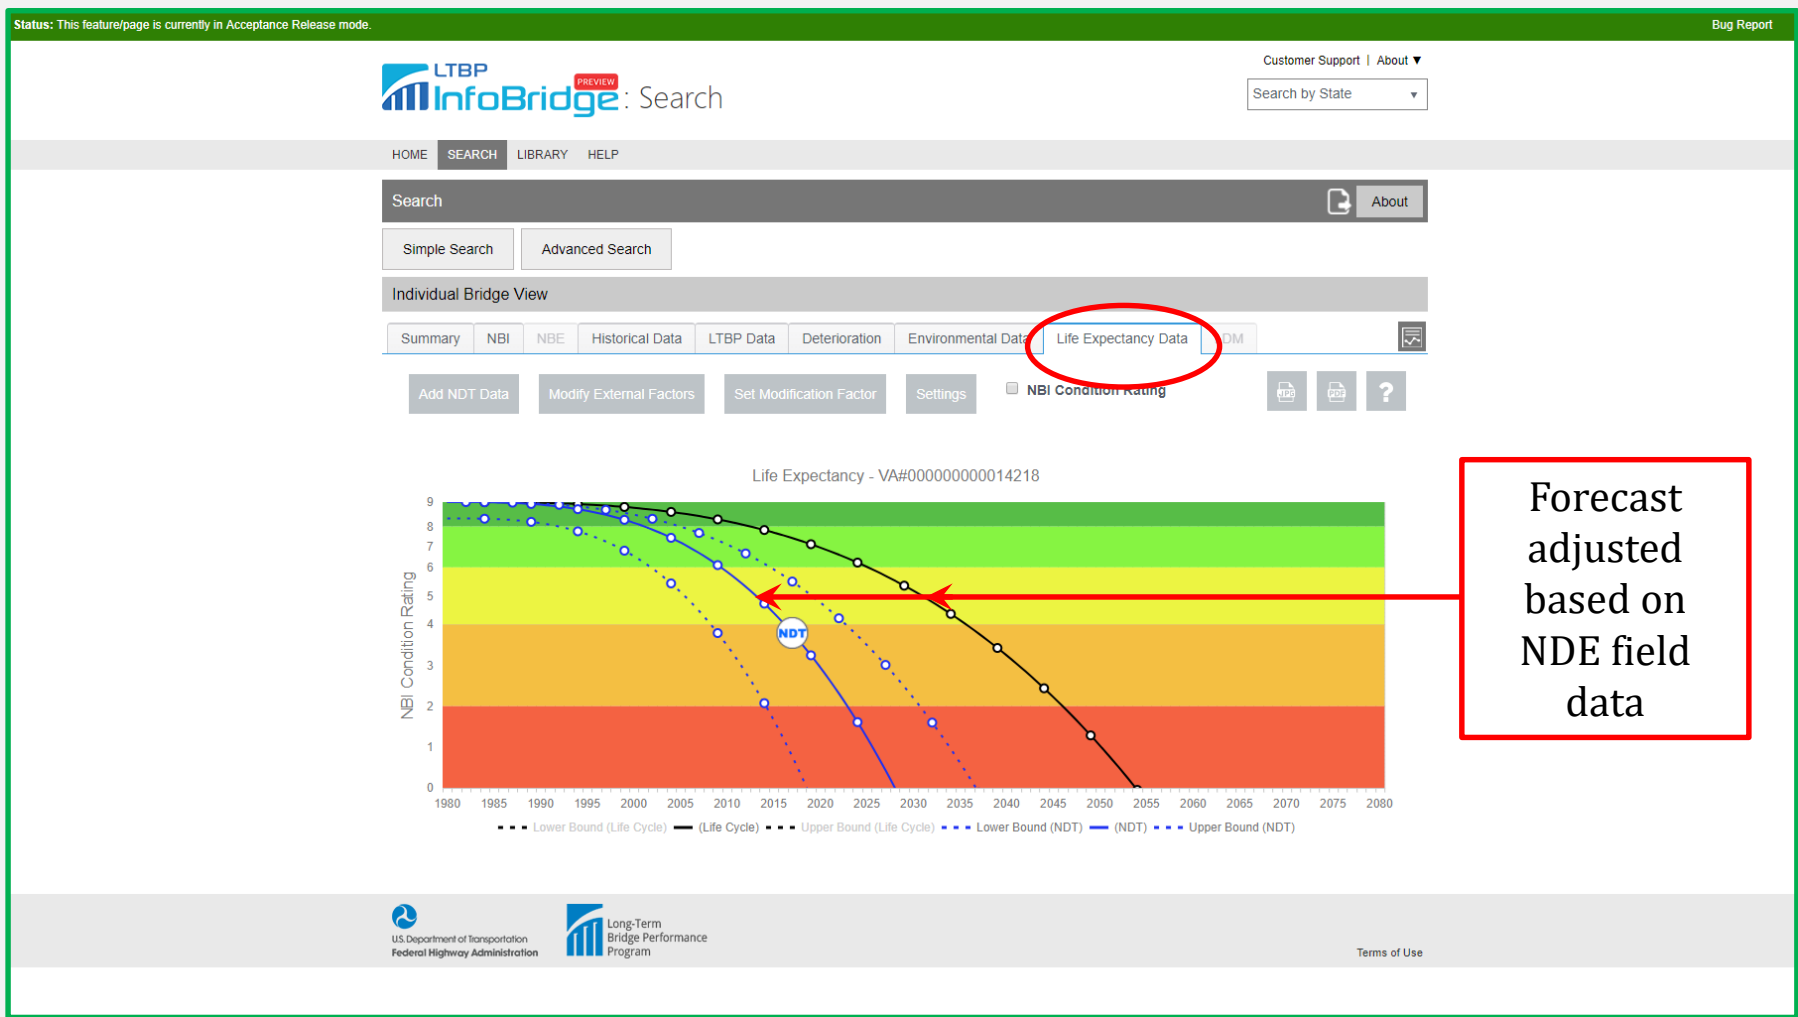 Status: This feature/page is currently in Acceptance Release mode.
Bug Report
LTBP
InfoBridge : Search
PREVIEW
Customer Support | About ▼
Search by State ▼
HOME SEARCH LIBRARY HELP
Search
About
Simple Search Advanced Search
Individual Bridge View
Summary NBI NBE Historical Data LTBP Data Deterioration Environmental Data Life Expectancy Data DM
Add NDT Data Modify External Factors Set Modification Factor Settings NBI Condition Rating JPG PDF ?
Life Expectancy - VA#000000000014218
NBI Condition Rating
9
8
7
6
5
4
3
2
1
0
NDT
1980 1985 1990 1995 2000 2005 2010 2015 2020 2025 2030 2035 2040 2045 2050 2055 2060 2065 2070 2075 2080
Lower Bound (Life Cycle) (Life Cycle) Upper Bound (Life Cycle) Lower Bound (NDT) (NDT) Upper Bound (NDT)
Forecast
adjusted
based on
NDE field
data
U.S. Department of Transportation
Federal Highway Administration
Long-Term
Bridge Performance
Program
Terms of Use